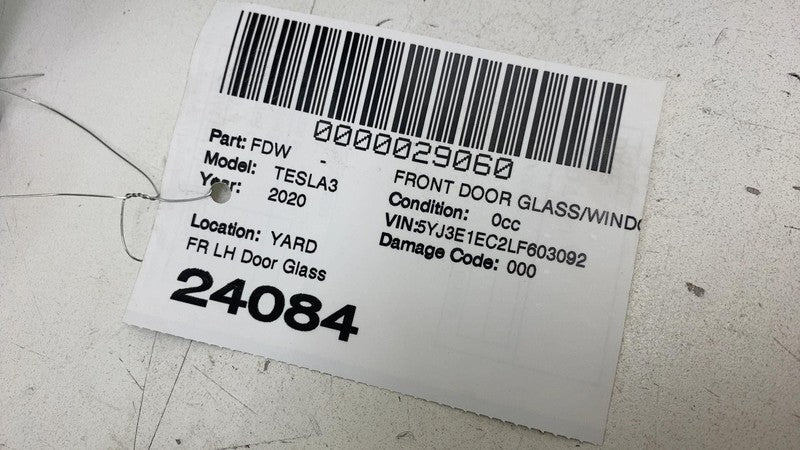 0000029060
Part: FDW -
FRONT DOOR GLASS/WINDO
Model: TESLA3
Condition: 0cc
Year: 2020
VIN:5YJ3E1EC2LF603092
Damage Code: 000
Location: YARD
FR LH Door Glass
24084